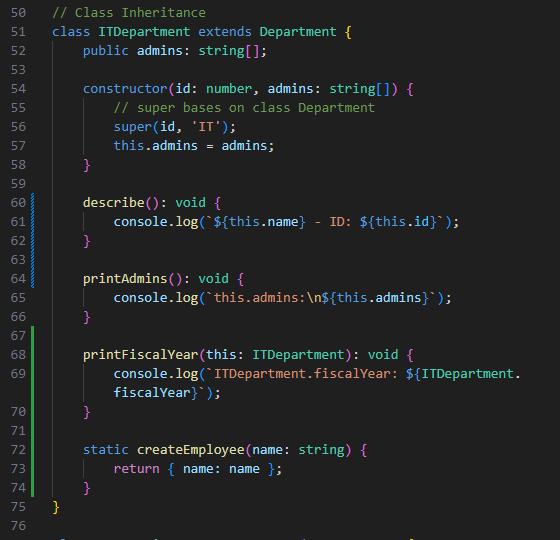 50 // Class Inheritance
51 class ITDepartment extends Department {
52     public admins: string[];
53
54     constructor(id: number, admins: string[]) {
55         // super bases on class Department
56         super(id, 'IT');
57         this.admins = admins;
58     }
59
60     describe(): void {
61         console.log(`${this.name} - ID: ${this.id}`);
62     }
63
64     printAdmins(): void {
65         console.log(`this.admins:\n${this.admins}`);
66     }
67
68     printFiscalYear(this: ITDepartment): void {
69         console.log(`ITDepartment.fiscalYear: ${ITDepartment.
           fiscalYear}`);
70     }
71
72     static createEmployee(name: string) {
73         return { name: name };
74     }
75 }
76